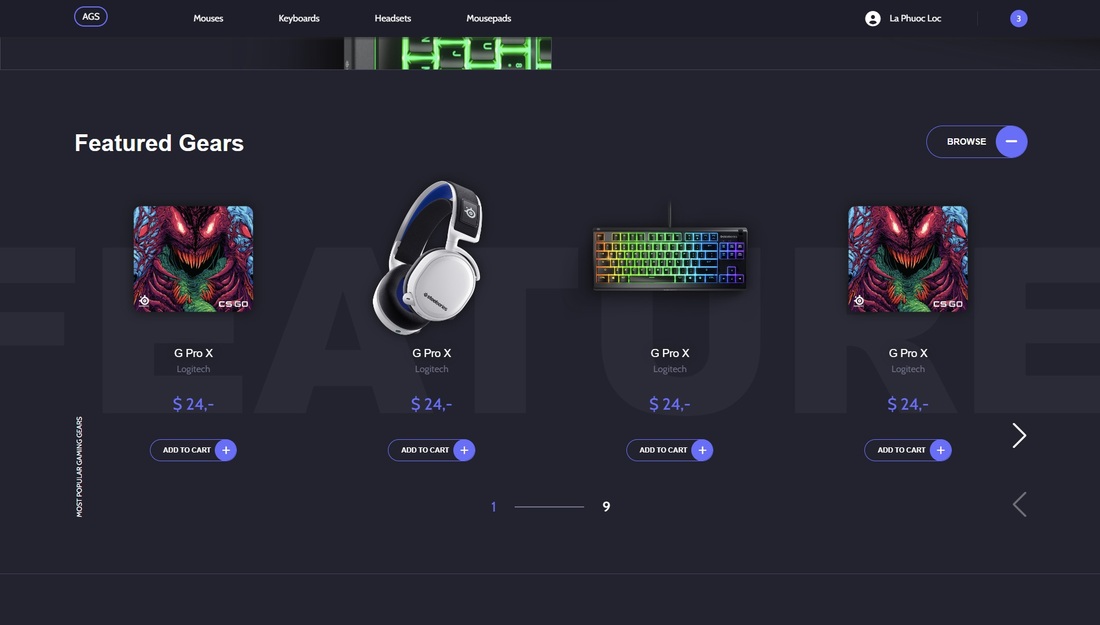 AGS
Mouses
Keyboards
Headsets
Mousepads
La Phuoc Loc
3
Featured Gears
BROWSE
FEATURE
CS GO
steelseries
CS GO
G Pro X
Logitech
$ 24,-
ADD TO CART
G Pro X
Logitech
$ 24,-
ADD TO CART
G Pro X
Logitech
$ 24,-
ADD TO CART
G Pro X
Logitech
$ 24,-
ADD TO CART
MOST POPULAR GAMING GEARS
1
9